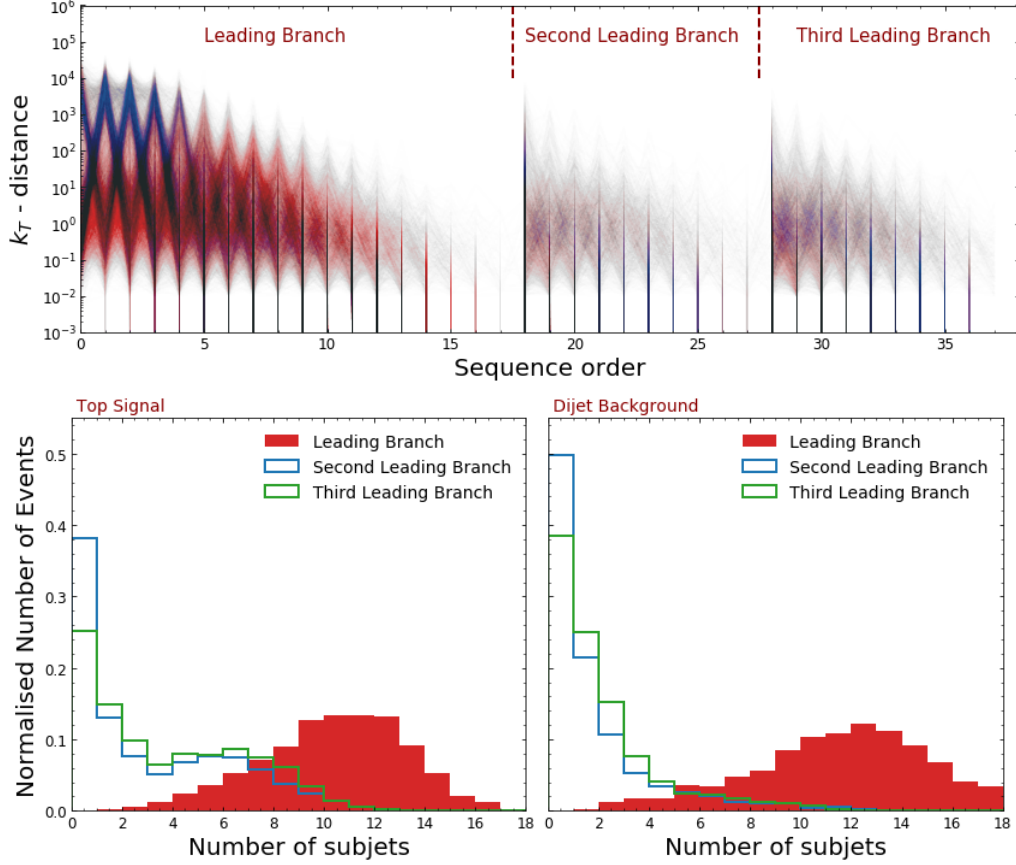 10^6
Leading Branch
Second Leading Branch
Third Leading Branch
10^5
10^4
10^3
10^2
10^1
10^0
10^-1
10^-2
10^-3
k_T - distance
0 5 10 15 20 25 30 35
Sequence order
Top Signal
Leading Branch
Second Leading Branch
Third Leading Branch
0.5
0.4
0.3
0.2
0.1
0.0
Normalised Number of Events
0 2 4 6 8 10 12 14 16 18
Number of subjets
Dijet Background
Leading Branch
Second Leading Branch
Third Leading Branch
0 2 4 6 8 10 12 14 16 18
Number of subjets